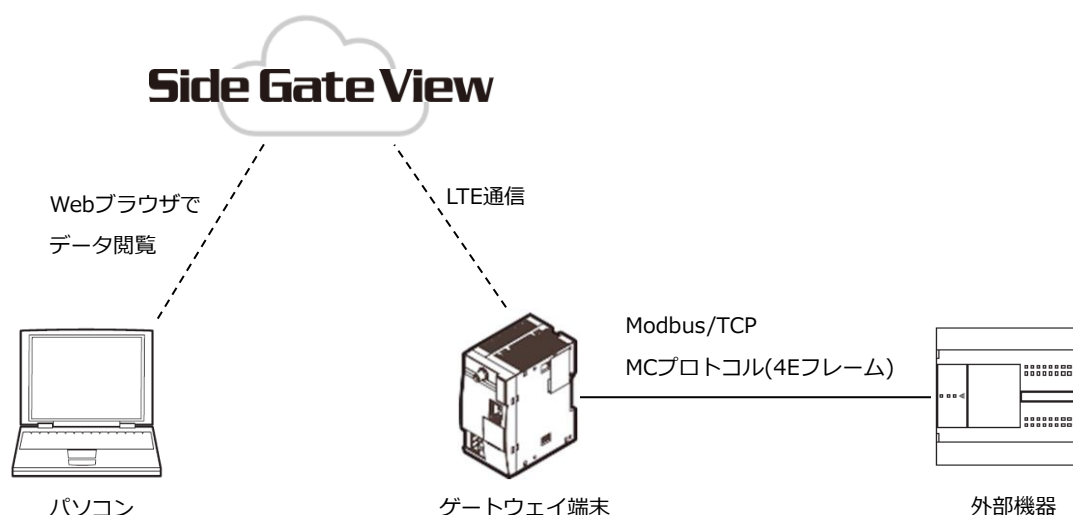 Side Gate View
Webブラウザで
データ閲覧
LTE通信
Modbus/TCP
MCプロトコル(4Eフレーム)
パソコン
ゲートウェイ端末
外部機器